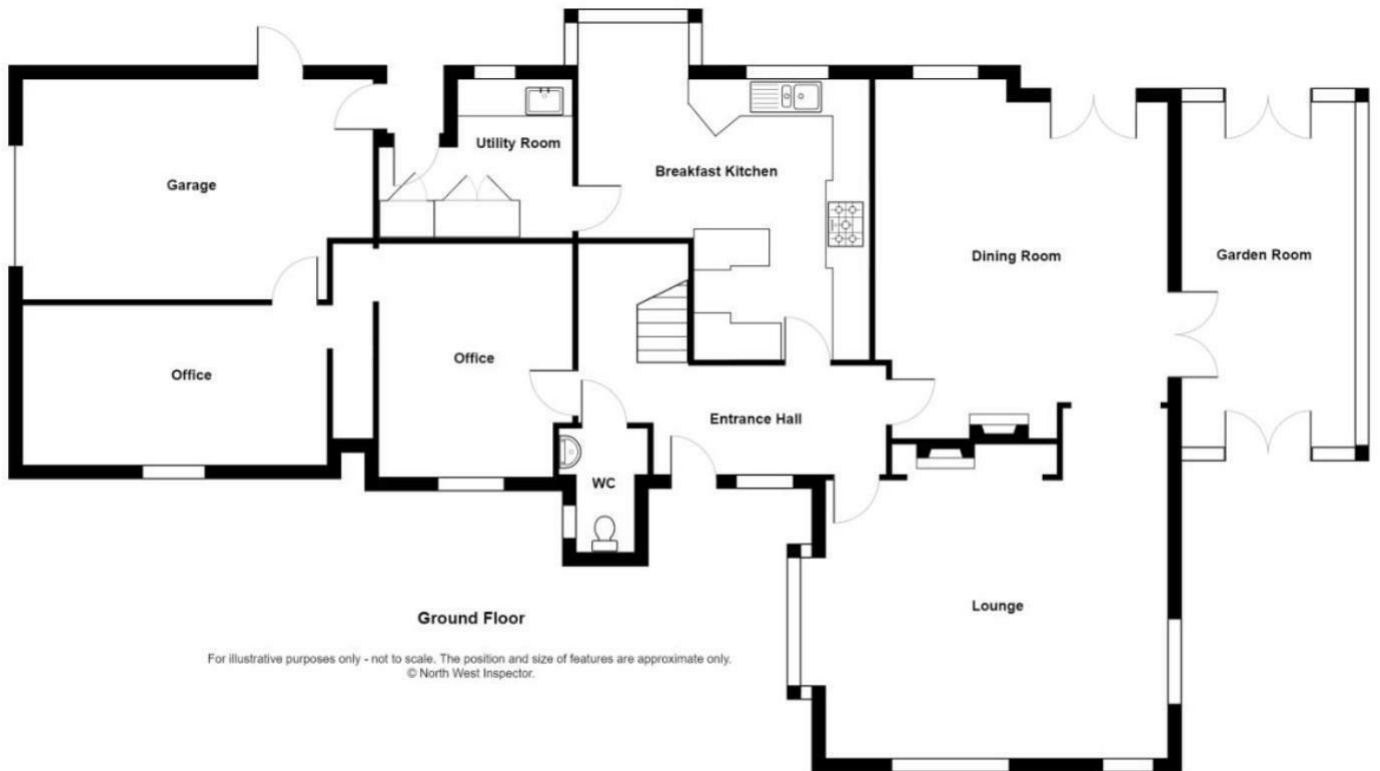 Utility Room
Breakfast Kitchen
Garage
Dining Room
Garden Room
Office
Office
Entrance Hall
WC
Lounge
Ground Floor
For illustrative purposes only - not to scale. The position and size of features are approximate only.
© North West Inspector.